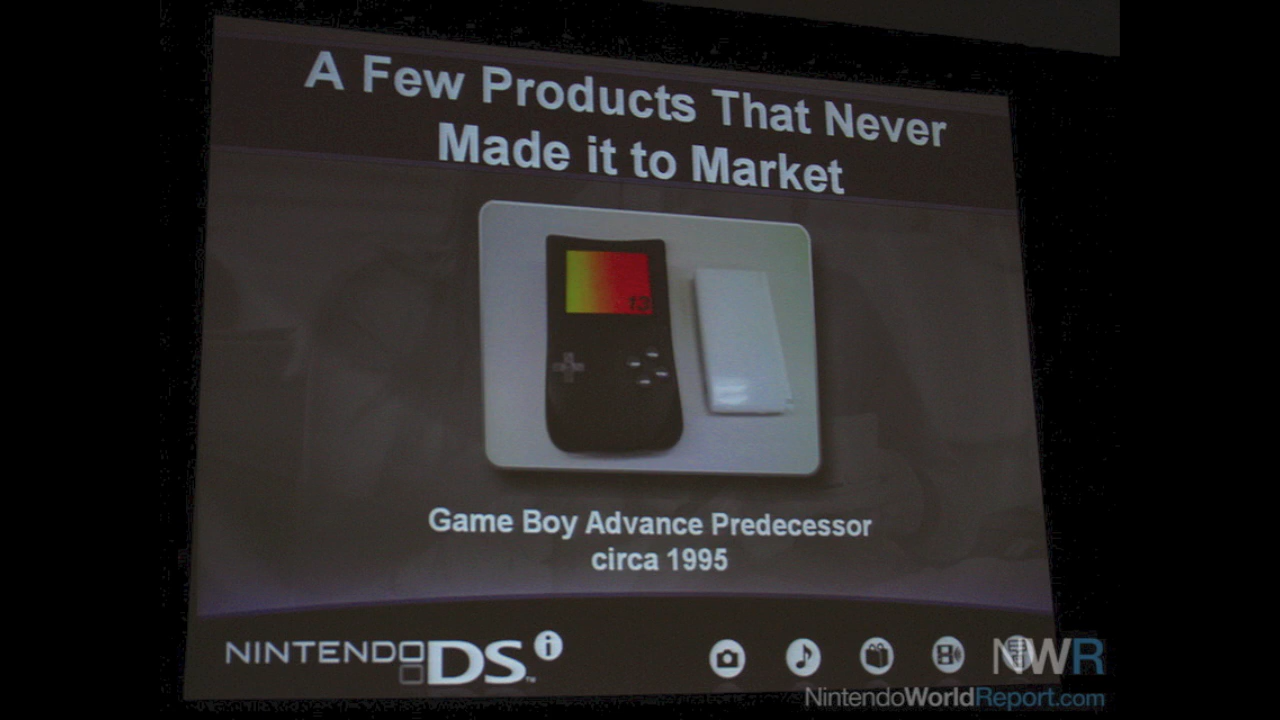 A Few Products That Never
Made it to Market
13
Game Boy Advance Predecessor
circa 1995
NINTENDO DSi™
NWR
NintendoWorldReport.com